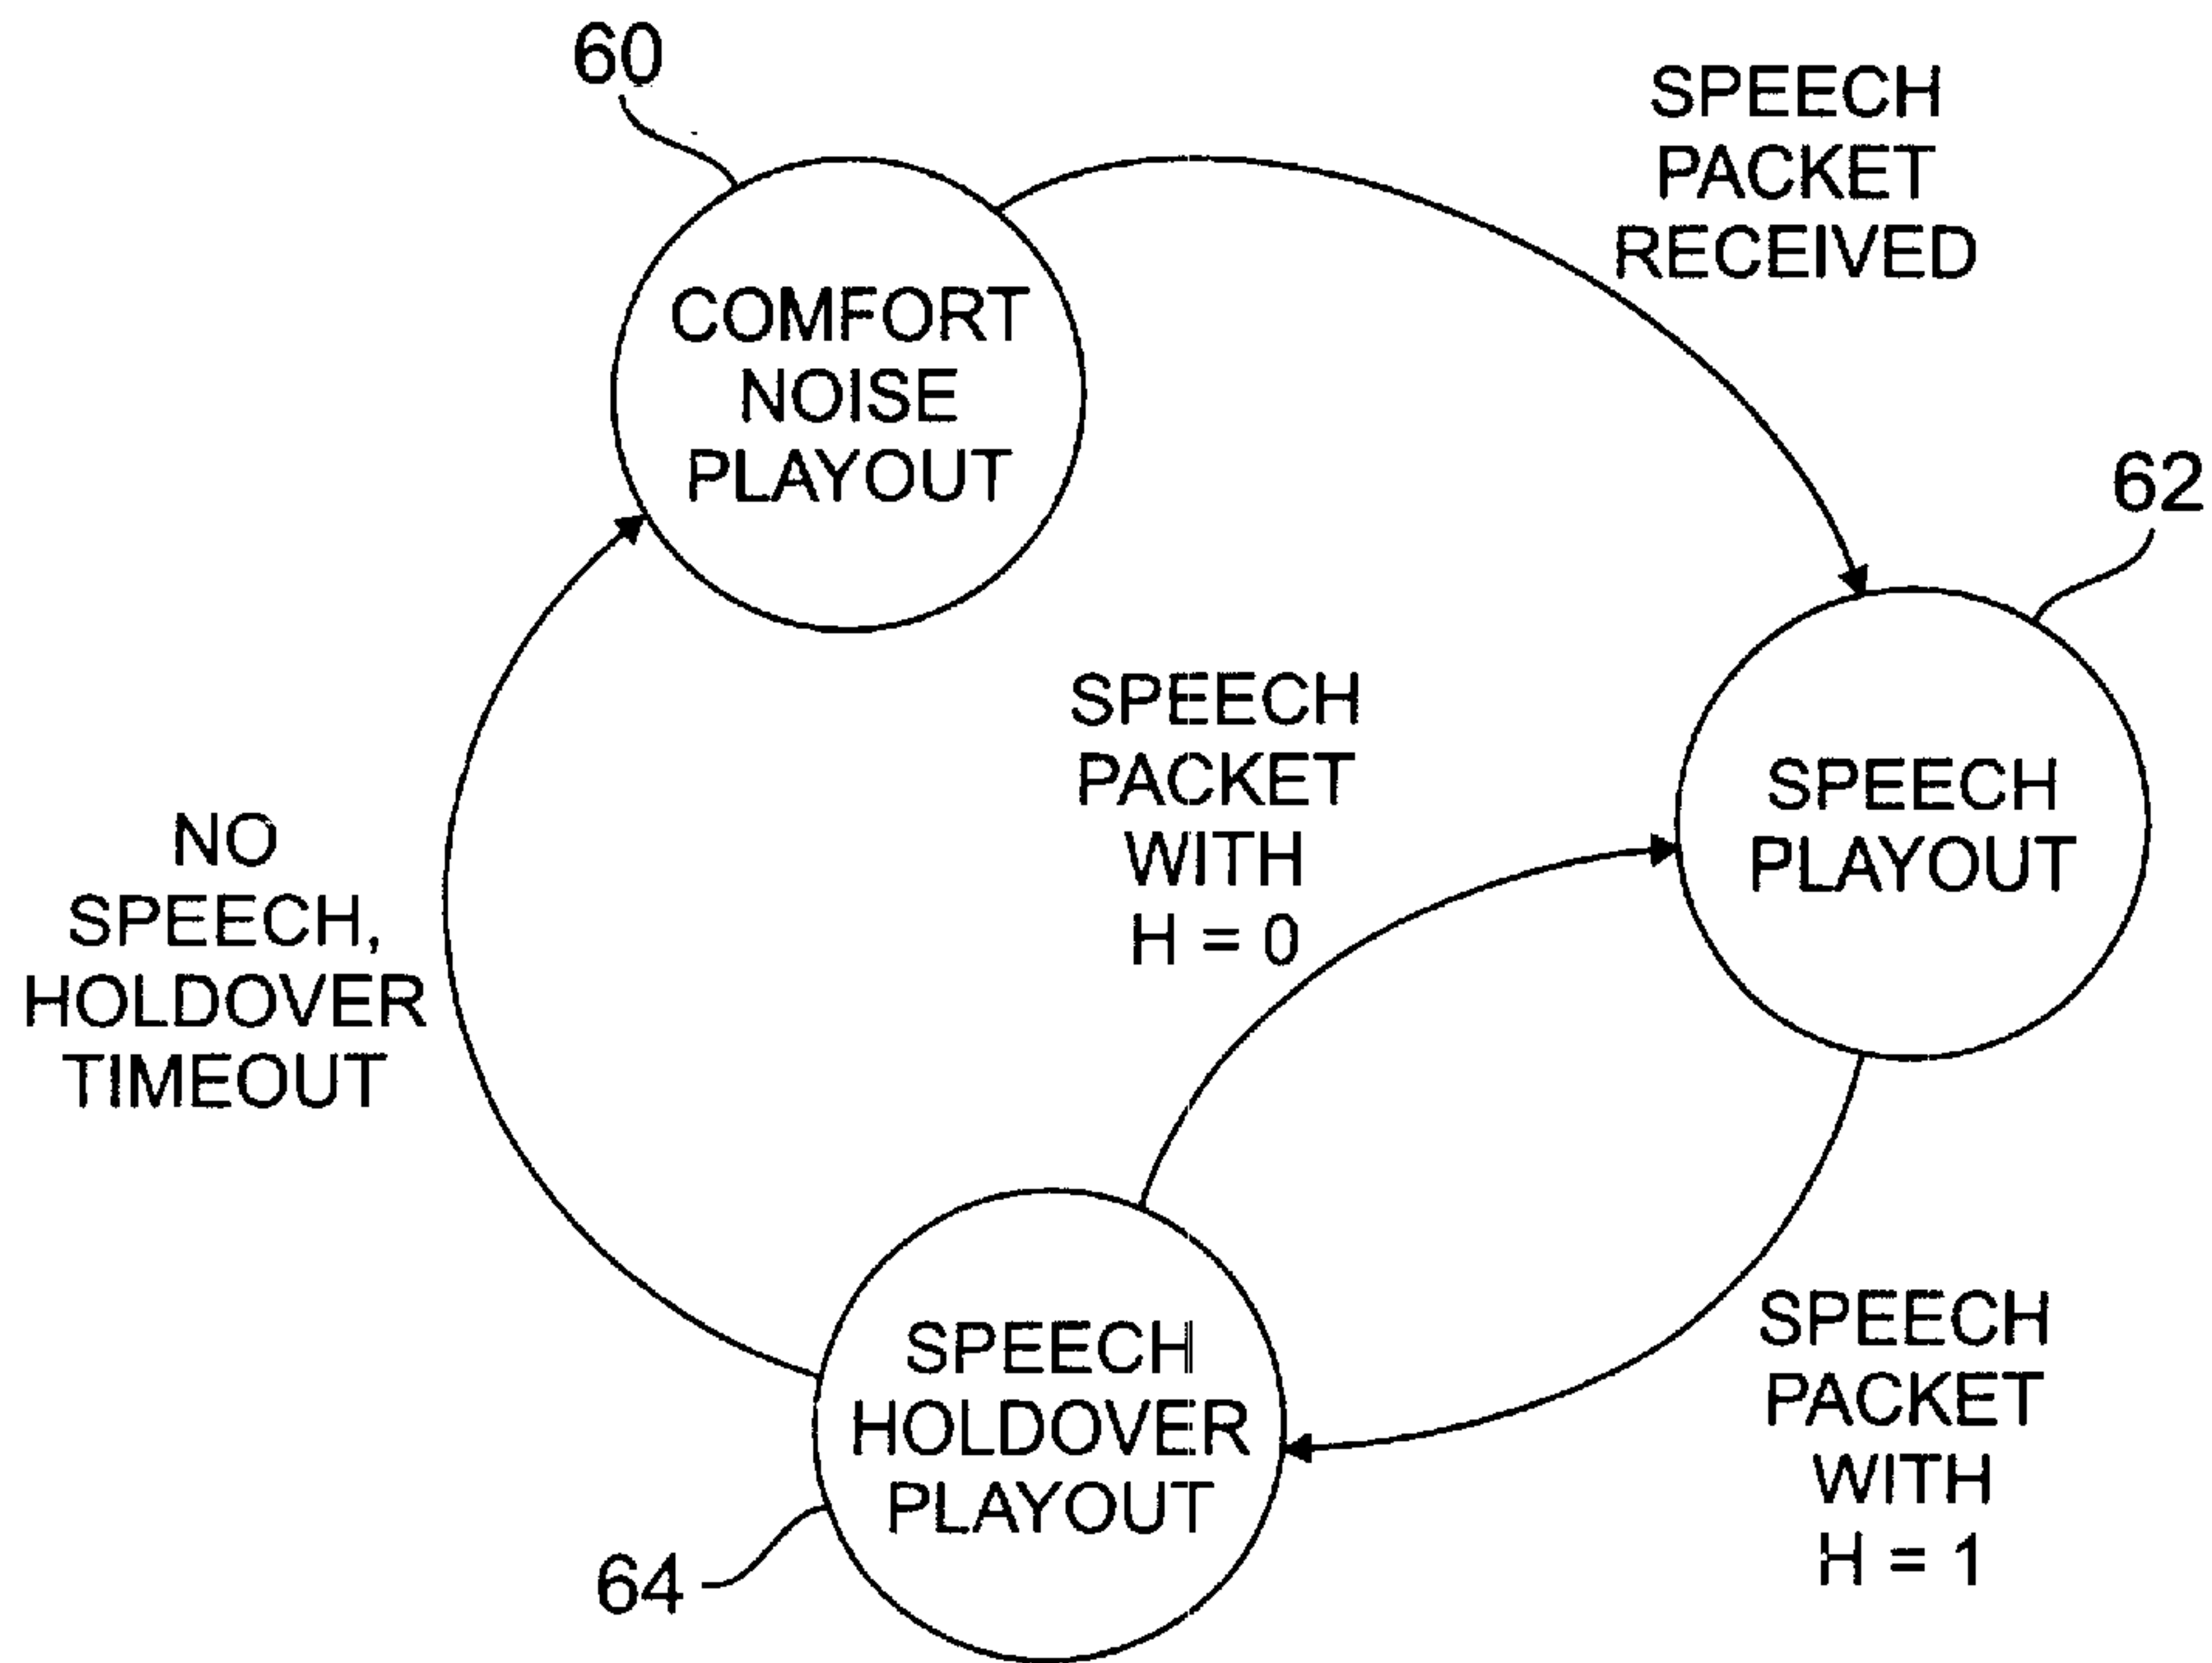 60
SPEECH
PACKET
RECEIVED
COMFORT
NOISE
PLAYOUT
62
SPEECH
PACKET
WITH
H = 0
SPEECH
PLAYOUT
NO
SPEECH,
HOLDOVER
TIMEOUT
SPEECH
HOLDOVER
PLAYOUT
SPEECH
PACKET
WITH
H = 1
64